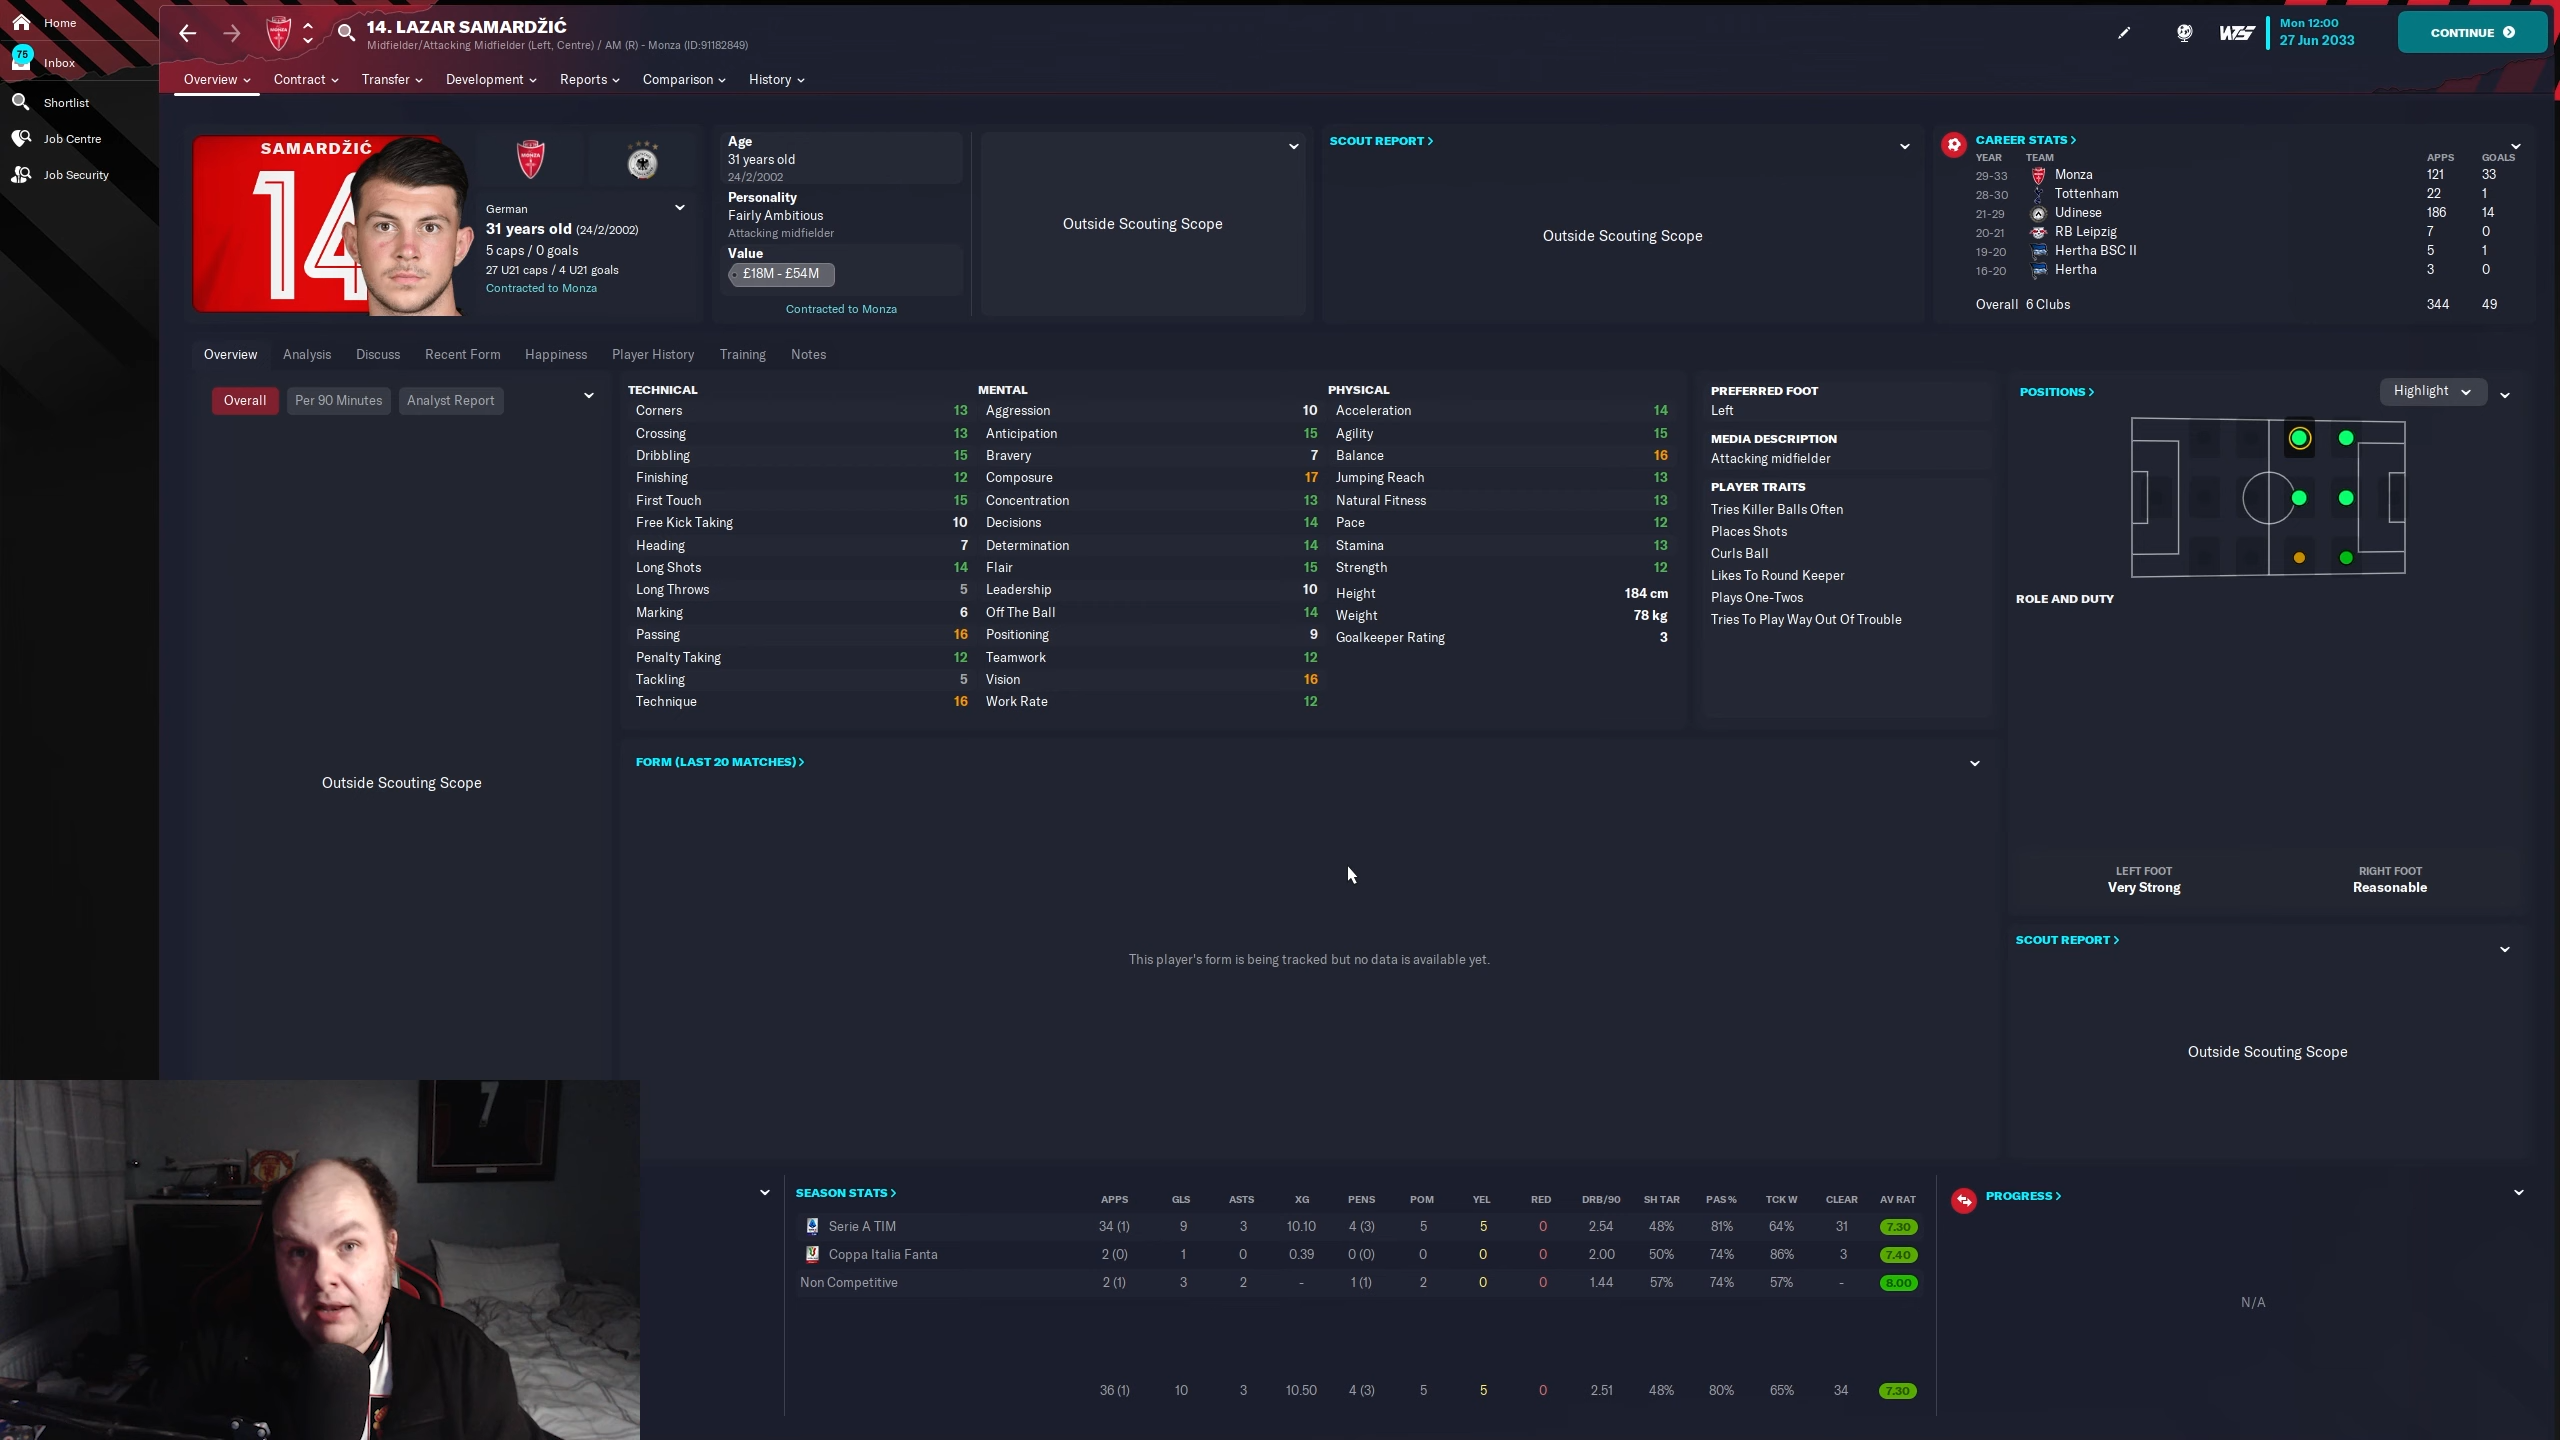 Home
75
Inbox
Shortlist
Job Centre
Job Security
14. LAZAR SAMARDŽIĆ
Midfielder/Attacking Midfielder (Left, Centre) / AM (R) - Monza (ID:91182849)
Mon 12:00
27 Jun 2033
CONTINUE
Overview
Contract
Transfer
Development
Reports
Comparison
History
SAMARDŽIĆ
14
German
31 years old (24/2/2002)
5 caps / 0 goals
27 U21 caps / 4 U21 goals
Contracted to Monza
Age
31 years old
24/2/2002
Personality
Fairly Ambitious
Attacking midfielder
Value
£18M - £54M
Contracted to Monza
Outside Scouting Scope
SCOUT REPORT >
Outside Scouting Scope
CAREER STATS >
YEAR TEAM APPS GOALS
29-33 Monza 121 33
28-30 Tottenham 22 1
21-29 Udinese 186 14
20-21 RB Leipzig 7 0
19-20 Hertha BSC II 5 1
16-20 Hertha 3 0
Overall 6 Clubs 344 49
Overview Analysis Discuss Recent Form Happiness Player History Training Notes
Overall Per 90 Minutes Analyst Report
Outside Scouting Scope
TECHNICAL
Corners 13
Crossing 13
Dribbling 15
Finishing 12
First Touch 15
Free Kick Taking 10
Heading 7
Long Shots 14
Long Throws 5
Marking 6
Passing 16
Penalty Taking 12
Tackling 5
Technique 16
MENTAL
Aggression 10
Anticipation 15
Bravery 7
Composure 17
Concentration 13
Decisions 14
Determination 14
Flair 15
Leadership 10
Off The Ball 14
Positioning 9
Teamwork 12
Vision 16
Work Rate 12
PHYSICAL
Acceleration 14
Agility 15
Balance 16
Jumping Reach 13
Natural Fitness 13
Pace 12
Stamina 13
Strength 12
Height 184 cm
Weight 78 kg
Goalkeeper Rating 3
PREFERRED FOOT
Left
MEDIA DESCRIPTION
Attacking midfielder
PLAYER TRAITS
Tries Killer Balls Often
Places Shots
Curls Ball
Likes To Round Keeper
Plays One-Twos
Tries To Play Way Out Of Trouble
POSITIONS >
Highlight
ROLE AND DUTY
LEFT FOOT
Very Strong
RIGHT FOOT
Reasonable
SCOUT REPORT >
Outside Scouting Scope
FORM (LAST 20 MATCHES) >
This player's form is being tracked but no data is available yet.
7
SEASON STATS > APPS GLS ASTS XG PENS POM YEL RED DRB/90 SH TAR PAS % TCK W CLEAR AV RAT
Serie A TIM 34 (1) 9 3 10.10 4 (3) 5 5 0 2.54 48% 81% 64% 31 7.30
Coppa Italia Fanta 2 (0) 1 0 0.39 0 (0) 0 0 0 2.00 50% 74% 86% 3 7.40
Non Competitive 2 (1) 3 2 - 1 (1) 2 0 0 1.44 57% 74% 57% - 8.00
36 (1) 10 3 10.50 4 (3) 5 5 0 2.51 48% 80% 65% 34 7.30
PROGRESS >
N/A